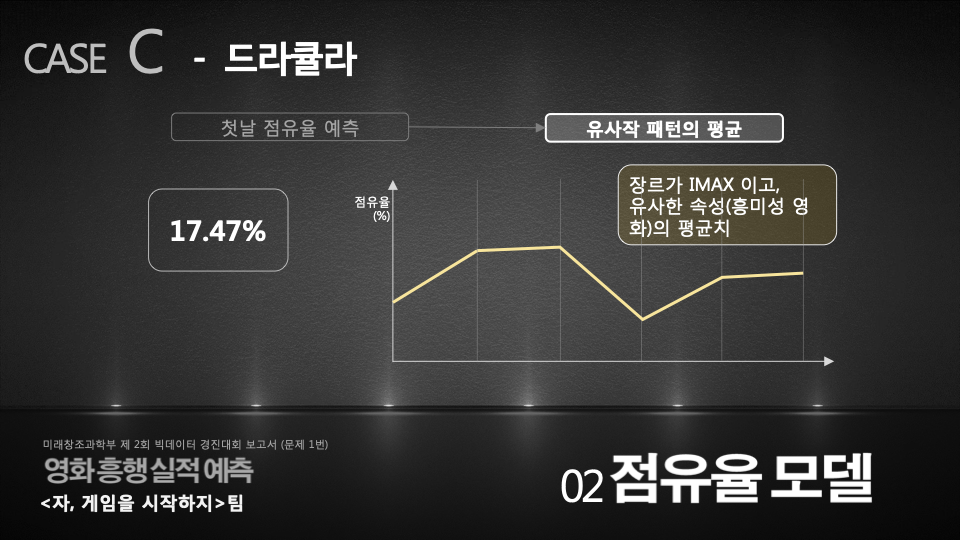 CASE C - 드라큘라
첫날 점유율 예측
유사작 패턴의 평균
17.47%
점유율
(%)
장르가 IMAX 이고,
유사한 속성(흥미성 영
화)의 평균치
미래창조과학부 제 2회 빅데이터 경진대회 보고서 (문제 1번)
영화 흥행 실적 예측
<자, 게임을 시작하지>팀
02 점유율 모델